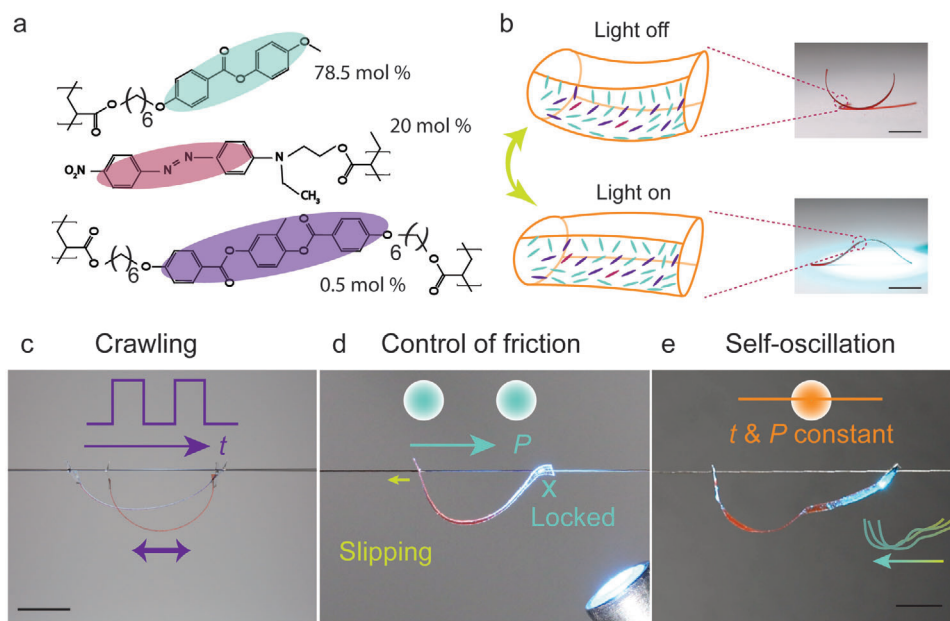 a
O
O
O
O
O
O
6
78.5 mol %
20 mol %
O₂N
N
N
N
O
O
CH₃
O
O
6
O
O
O
O
O
O
6
O
O
0.5 mol %
b
Light off
Light on
c Crawling
t
d Control of friction
P
X
Locked
Slipping
e Self-oscillation
t & P constant